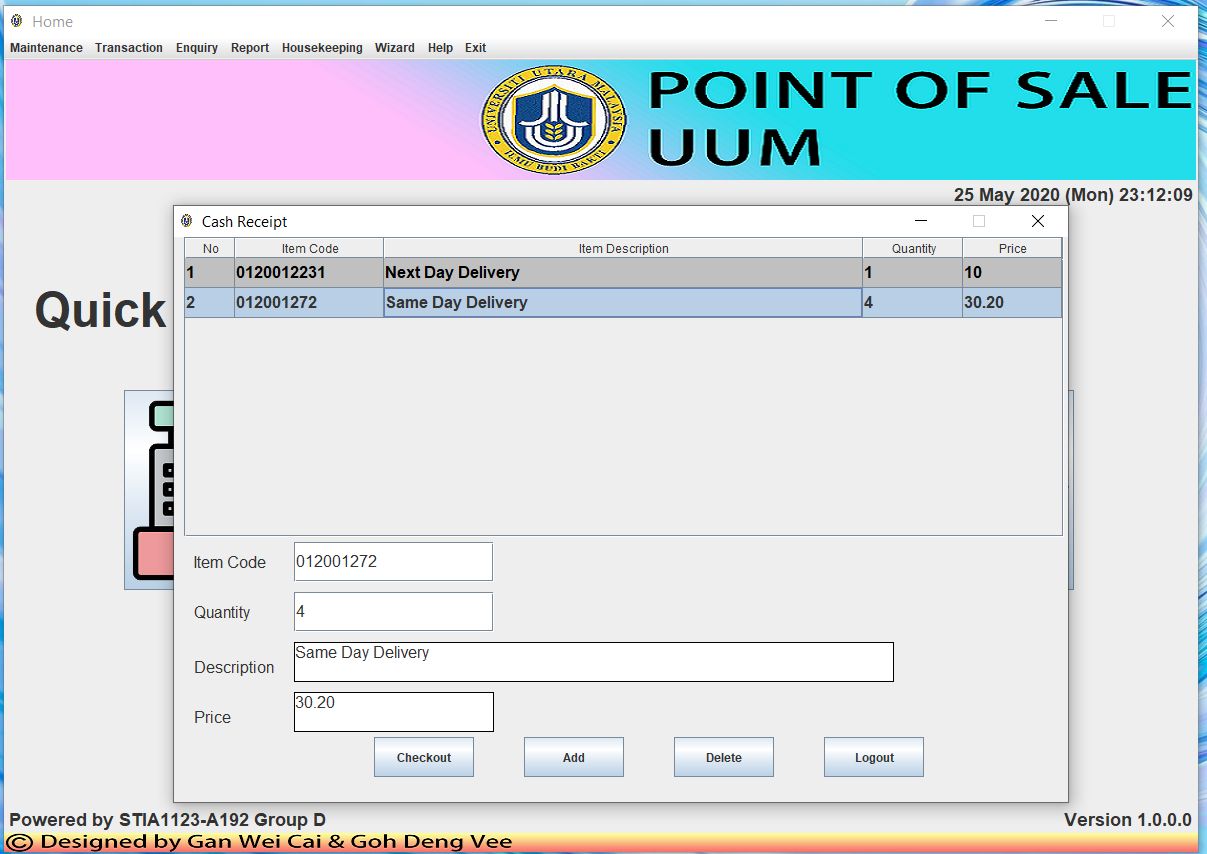 Home
Maintenance Transaction Enquiry Report Housekeeping Wizard Help Exit
UNIVERSITI UTARA MALAYSIA
ILMU BUDI BAKTI
POINT OF SALE
UUM
25 May 2020 (Mon) 23:12:09
Quick
Cash Receipt
No Item Code Item Description Quantity Price
1 0120012231 Next Day Delivery 1 10
2 012001272 Same Day Delivery 4 30.20
Item Code 012001272
Quantity 4
Description Same Day Delivery
Price 30.20
Checkout Add Delete Logout
Powered by STIA1123-A192 Group D Version 1.0.0.0
© Designed by Gan Wei Cai & Goh Deng Vee